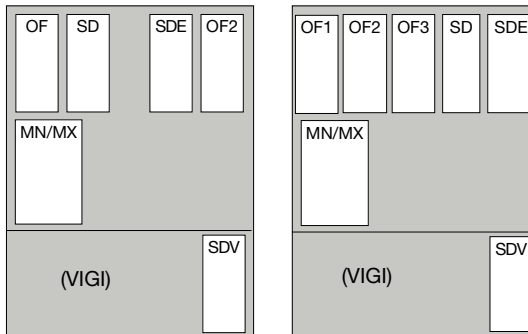 OF SD SDE OF2
MN/MX
SDV
(VIGI)
OF1 OF2 OF3 SD SDE
MN/MX
SDV
(VIGI)